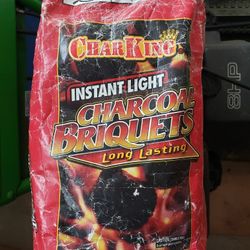 CHARKING
INSTANT LIGHT
CHARCOAL
BRIQUETS
Long Lasting